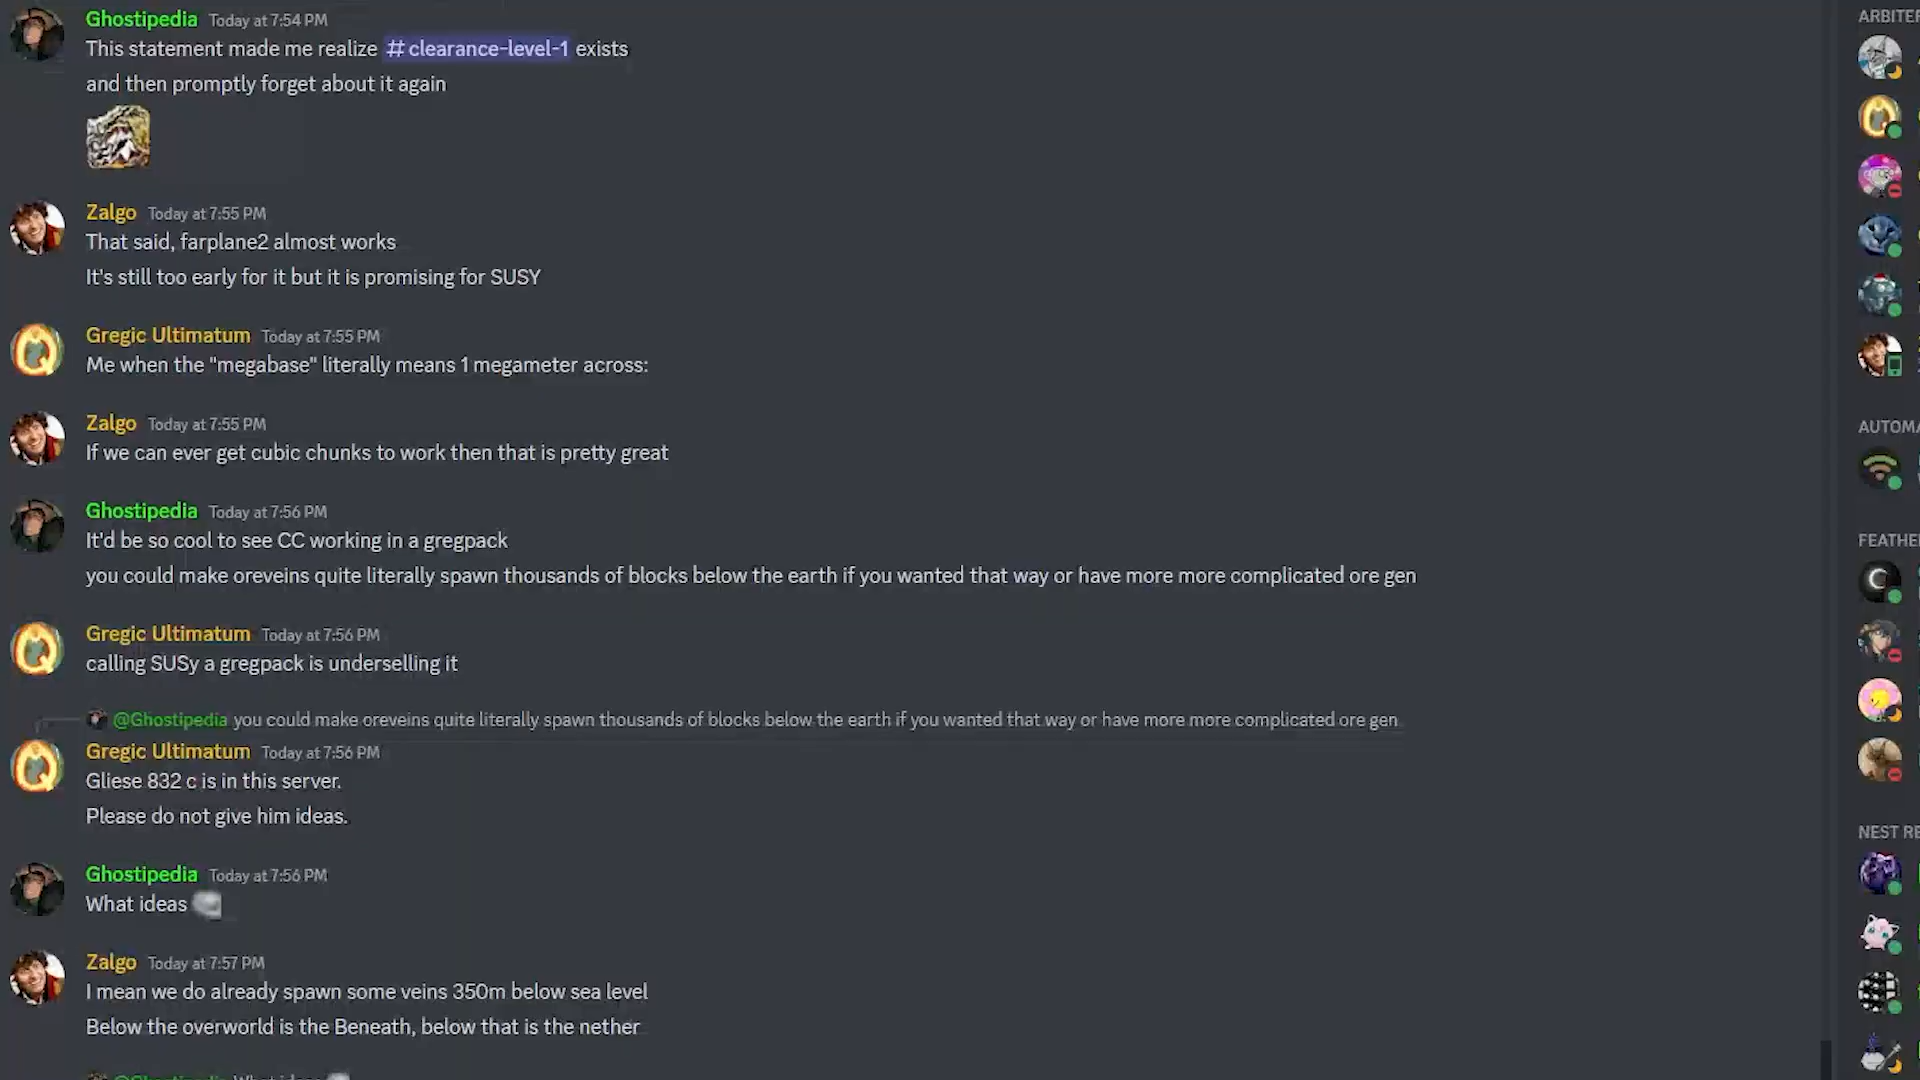 Ghostipedia Today at 7:54 PM
This statement made me realize #clearance-level-1 exists
and then promptly forget about it again
Zalgo Today at 7:55 PM
That said, farplane2 almost works
It's still too early for it but it is promising for SUSY
Gregic Ultimatum Today at 7:55 PM
Me when the "megabase" literally means 1 megameter across:
Zalgo Today at 7:55 PM
If we can ever get cubic chunks to work then that is pretty great
Ghostipedia Today at 7:56 PM
It'd be so cool to see CC working in a gregpack
you could make oreveins quite literally spawn thousands of blocks below the earth if you wanted that way or have more more complicated ore gen
Gregic Ultimatum Today at 7:56 PM
calling SUSy a gregpack is underselling it
@Ghostipedia you could make oreveins quite literally spawn thousands of blocks below the earth if you wanted that way or have more more complicated ore gen
Gregic Ultimatum Today at 7:56 PM
Gliese 832 c is in this server.
Please do not give him ideas.
Ghostipedia Today at 7:56 PM
What ideas
Zalgo Today at 7:57 PM
I mean we do already spawn some veins 350m below sea level
Below the overworld is the Beneath, below that is the nether
@Ghostipedia What ideas
ARBITER
AUTOMA
FEATHE
NEST RE